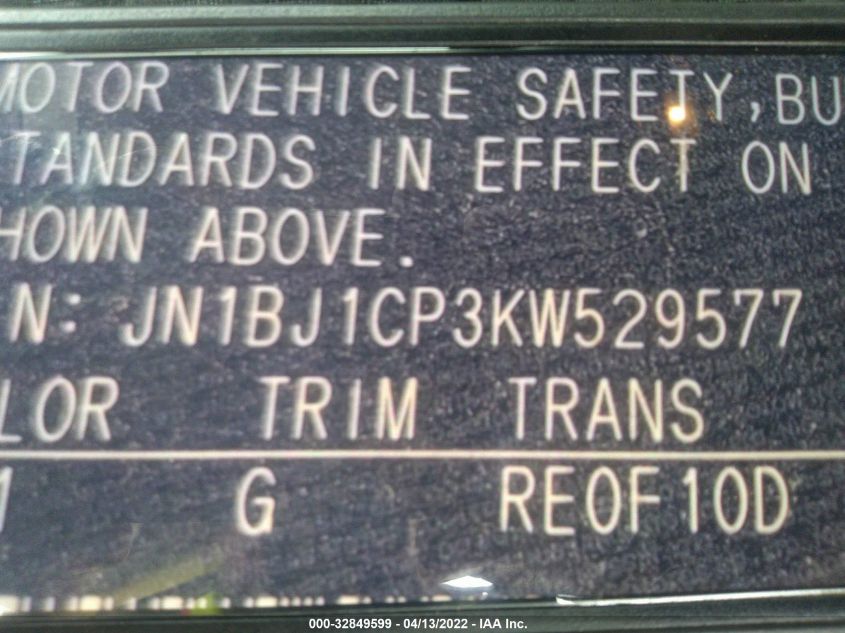 MOTOR VEHICLE SAFETY, BU
TANDARDS IN EFFECT ON
HOWN ABOVE.
N: JN1BJ1CP3KW529577
LOR TRIM TRANS
1 G RE0F10D
000-32849599 - 04/13/2022 - IAA Inc.